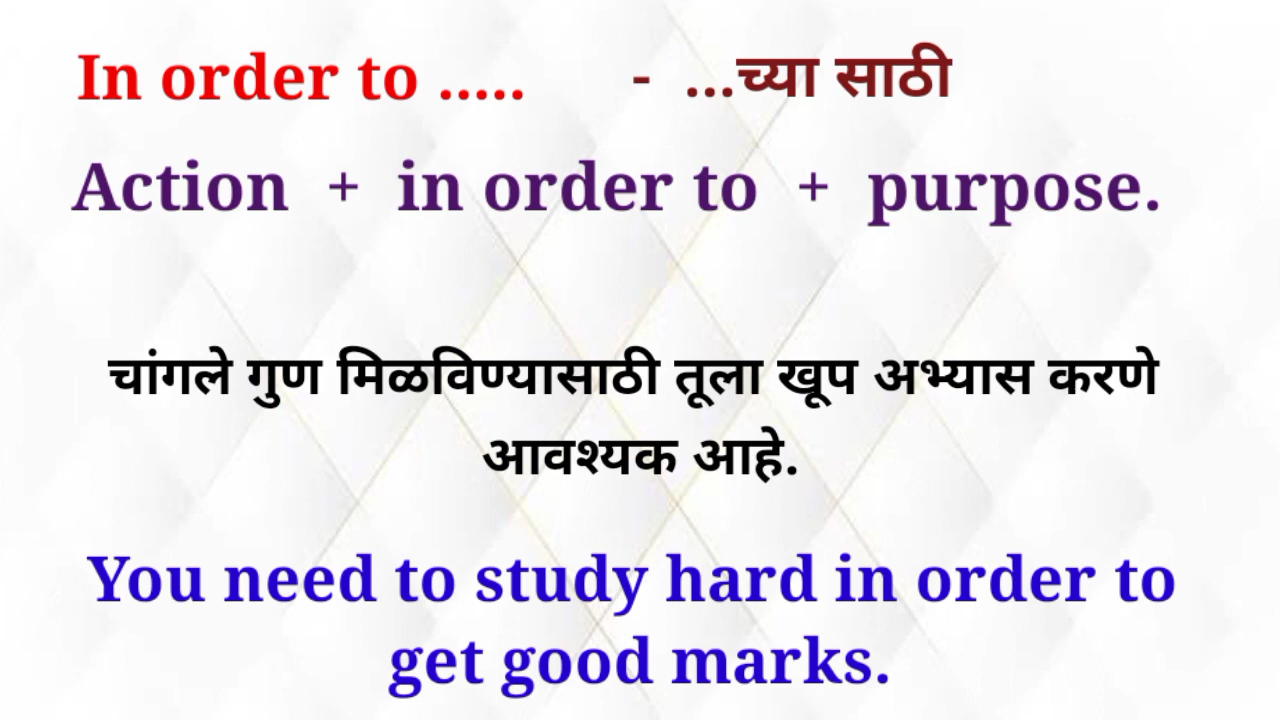 In order to ..... - ...च्या साठी
Action + in order to + purpose.
चांगले गुण मिळविण्यासाठी तूला खूप अभ्यास करणे
आवश्यक आहे.
You need to study hard in order to
get good marks.